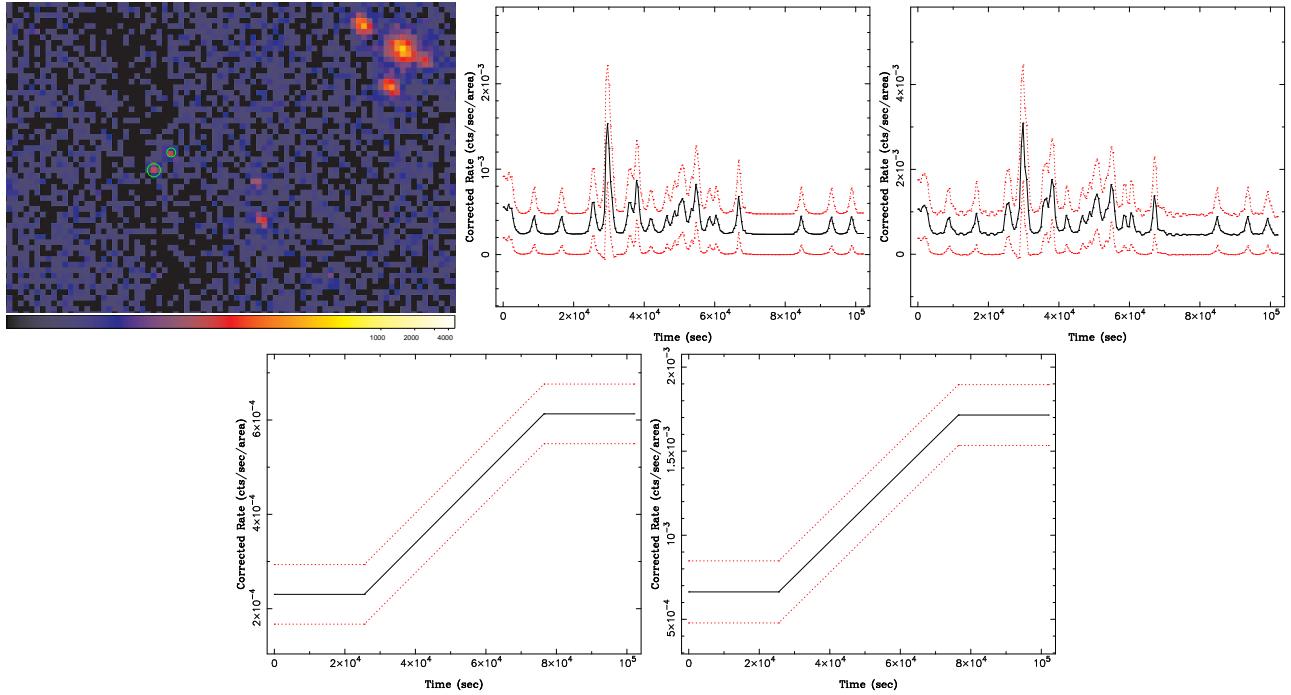 1000 2000 4000
Corrected Rate (cts/sec/area)
0 10⁻³ 2×10⁻³
0 2×10⁴ 4×10⁴ 6×10⁴ 8×10⁴ 10⁵
Time (sec)
Corrected Rate (cts/sec/area)
0 2×10⁻³ 4×10⁻³
0 2×10⁴ 4×10⁴ 6×10⁴ 8×10⁴ 10⁵
Time (sec)
Corrected Rate (cts/sec/area)
2×10⁻⁴ 4×10⁻⁴ 6×10⁻⁴
0 2×10⁴ 4×10⁴ 6×10⁴ 8×10⁴ 10⁵
Time (sec)
Corrected Rate (cts/sec/area)
5×10⁻⁴ 10⁻³ 1.5×10⁻³ 2×10⁻³
0 2×10⁴ 4×10⁴ 6×10⁴ 8×10⁴ 10⁵
Time (sec)